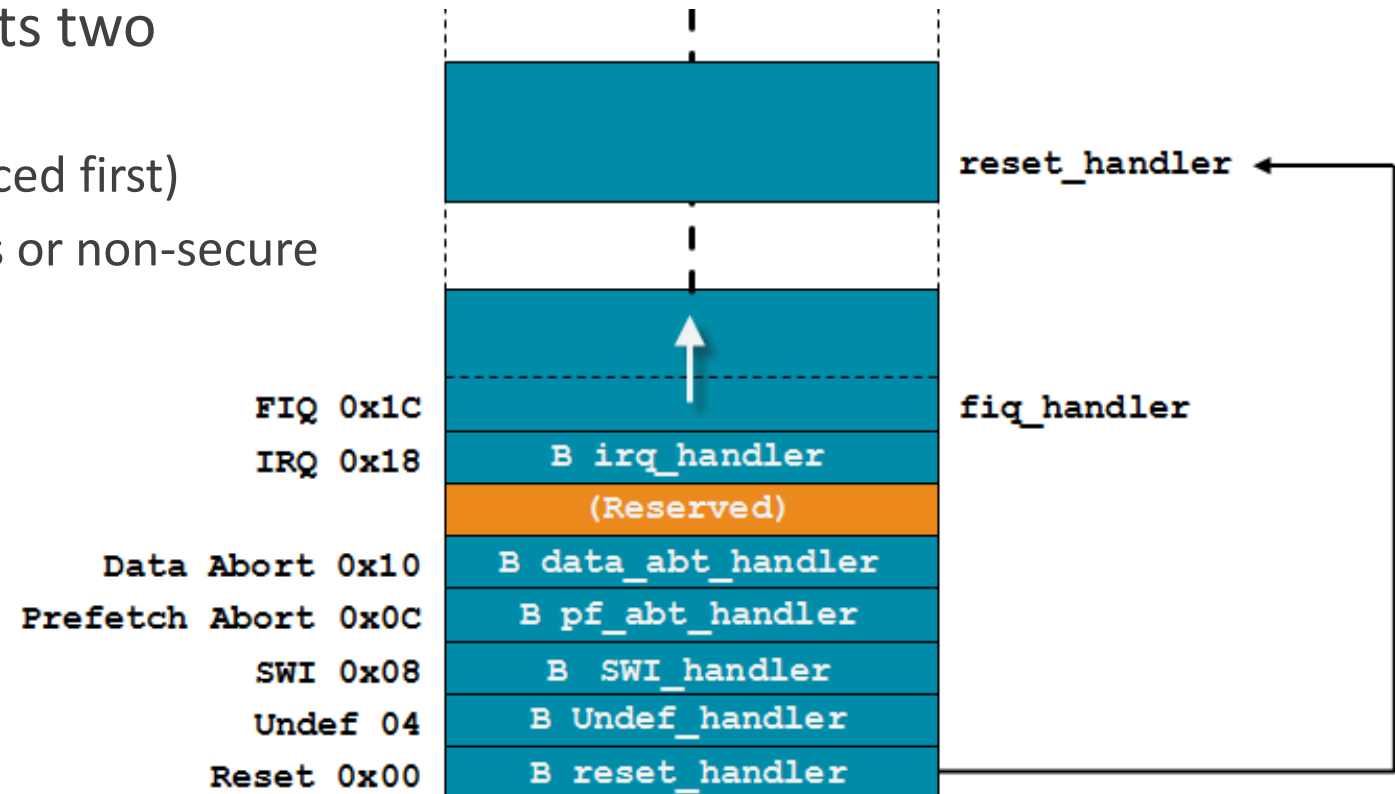 ts two
ced first)
s or non-secure
reset_handler
FIQ 0x1C
fiq_handler
IRQ 0x18
B irq_handler
(Reserved)
Data Abort 0x10
B data_abt_handler
Prefetch Abort 0x0C
B pf_abt_handler
SWI 0x08
B SWI_handler
Undef 04
B Undef_handler
Reset 0x00
B reset_handler